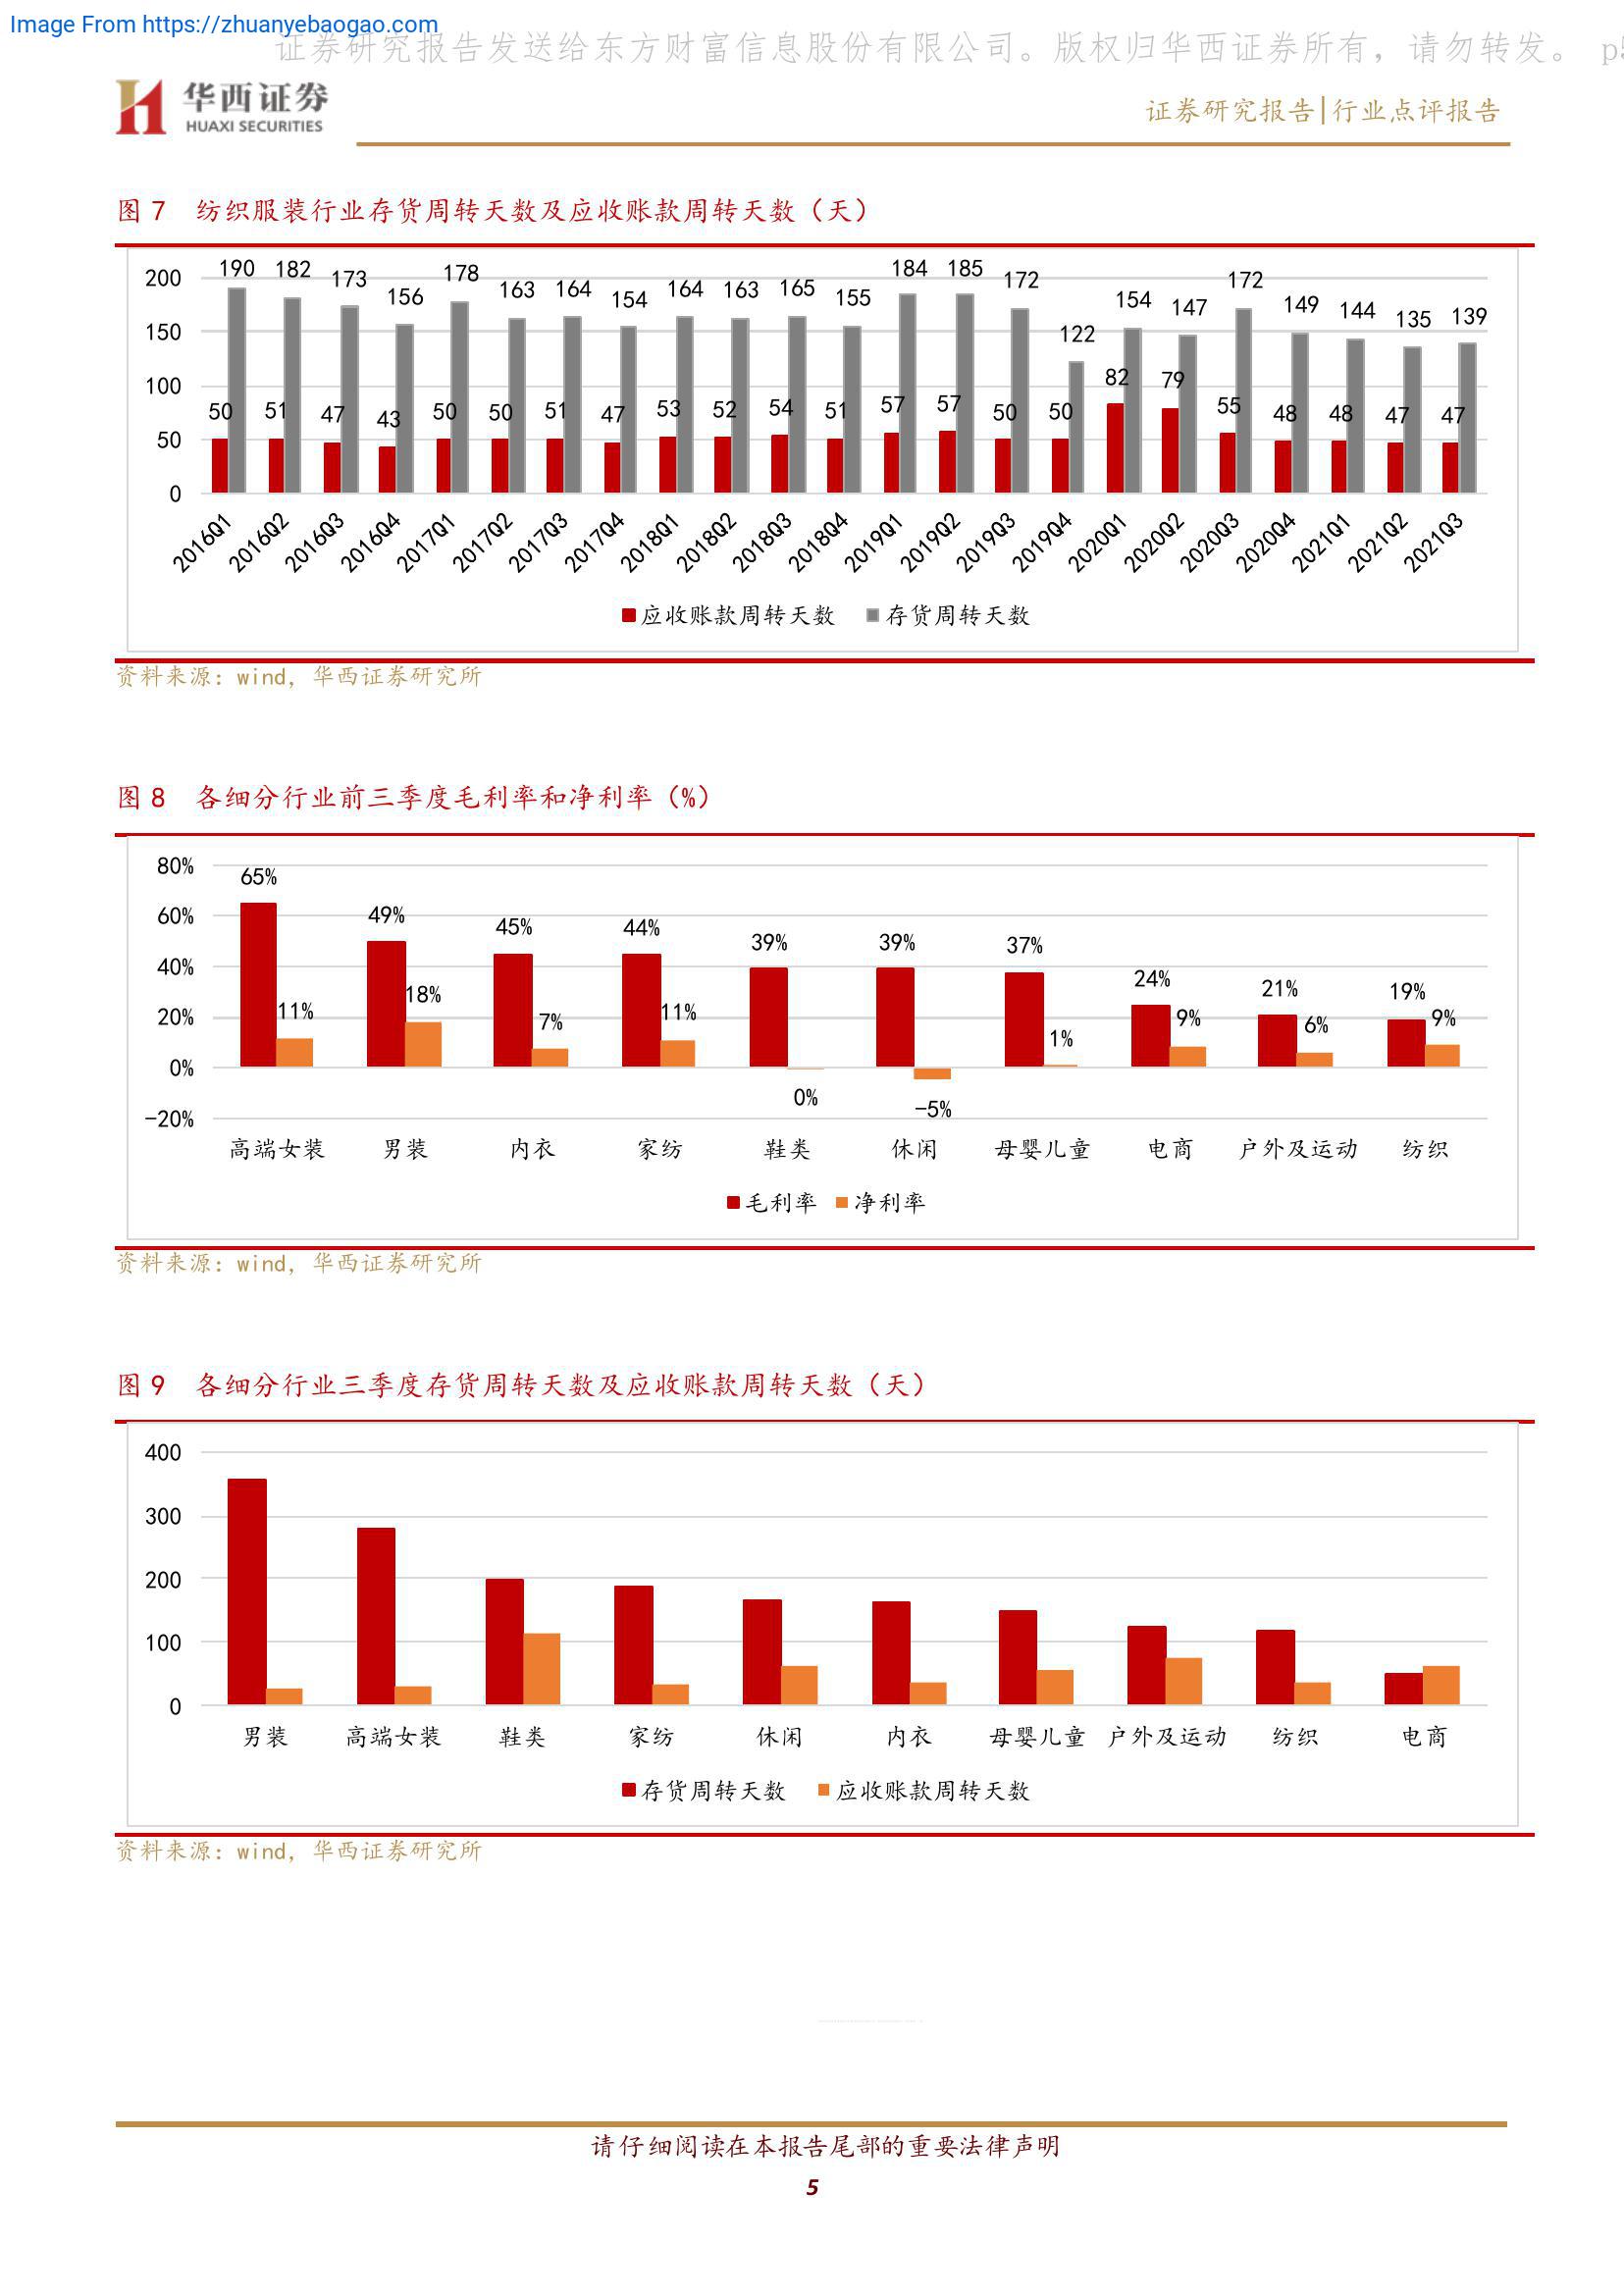 Image From https://zhuanyebaogao.com
证券研究报告发送给东方财富信息股份有限公司。版权归华西证券所有，请勿转发。 p5
华西证券
HUAXI SECURITIES
证券研究报告|行业点评报告
图 7 纺织服装行业存货周转天数及应收账款周转天数（天）
200
150
100
50
0
190 182 173 156 178 163 164 154 164 163 165 155 184 185 172 122 154 147 172 149 144 135 139
50 51 47 43 50 50 51 47 53 52 54 51 57 57 50 50 82 79 55 48 48 47 47
2016Q1 2016Q2 2016Q3 2016Q4 2017Q1 2017Q2 2017Q3 2017Q4 2018Q1 2018Q2 2018Q3 2018Q4 2019Q1 2019Q2 2019Q3 2019Q4 2020Q1 2020Q2 2020Q3 2020Q4 2021Q1 2021Q2 2021Q3
应收账款周转天数 存货周转天数
资料来源：wind，华西证券研究所
图 8 各细分行业前三季度毛利率和净利率（%）
80%
60%
40%
20%
0%
-20%
65% 49% 45% 44% 39% 39% 37% 24% 21% 19%
11% 18% 7% 11% 0% -5% 1% 9% 6% 9%
高端女装 男装 内衣 家纺 鞋类 休闲 母婴儿童 电商 户外及运动 纺织
毛利率 净利率
资料来源：wind，华西证券研究所
图 9 各细分行业三季度存货周转天数及应收账款周转天数（天）
400
300
200
100
0
男装 高端女装 鞋类 家纺 休闲 内衣 母婴儿童 户外及运动 纺织 电商
存货周转天数 应收账款周转天数
资料来源：wind，华西证券研究所
请仔细阅读在本报告尾部的重要法律声明
5